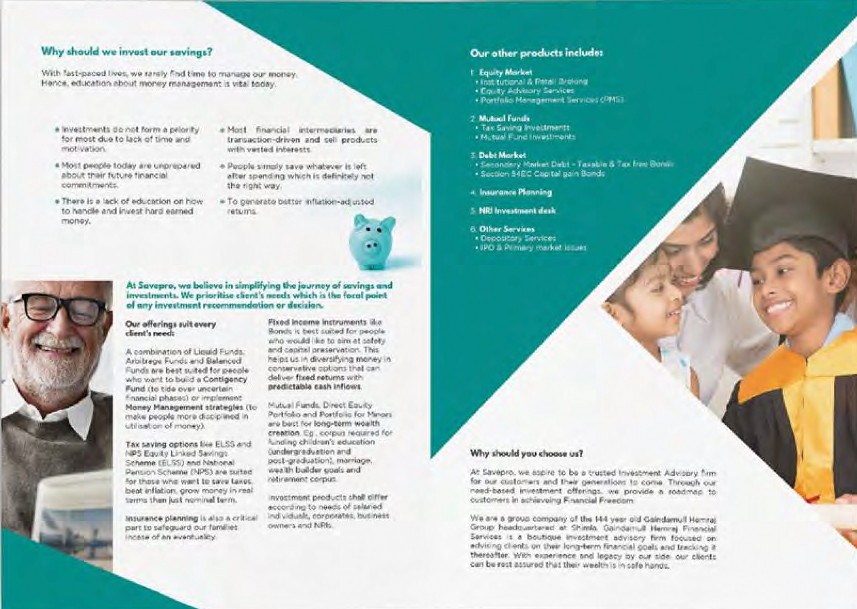 Why should we invest our savings?
With fast-paced lives, we rarely find time to manage our money.
Hence, education about money management is vital today.
Investments do not form a priority
for most due to lack of time and
motivation.
Most people today are unprepared
about their future financial
commitments.
There is a lack of education on how
to handle and invest hard earned
money.
Most financial intermediaries are
transaction-driven and sell products
with vested interests.
People simply save whatever is left
after spending which is definitely not
the right way.
To generate better inflation-adjusted
returns.
At Savepro, we believe in simplifying the journey of savings and
investments. We prioritise client's needs which is the focal point
of any investment recommendation or decision.
Our offerings suit every
client's need:
A combination of Liquid Funds,
Arbitrage Funds and Balanced
Funds are best suited for people
who want to build a Contigency
Fund (to tide over uncertain
financial phases) or implement
Money Management strategies (to
make people more disciplined in
utilisation of money).
Tax saving options like ELSS and
NPS Equity Linked Savings
Scheme (ELSS) and National
Pension Scheme (NPS) are suited
for those who want to save taxes,
beat inflation, grow money in real
terms than just nominal term.
Insurance planning is also a critical
part to safeguard our families
incase of an eventuality.
Fixed income instruments like
Bonds is best suited for people
who would like to aim at safety
and capital preservation. This
helps us in diversifying money in
conservative options that can
deliver fixed returns with
predictable cash inflows.
Mutual Funds, Direct Equity
Portfolio and Portfolio for Minors
are best for long-term wealth
creation. Eg., corpus required for
funding children's education
(undergraduation and
post-graduation), marriage,
wealth builder goals and
retirement corpus.
Investment products shall differ
according to needs of salaried
individuals, corporates, business
owners and NRIs.
Our other products include:
1. Equity Market
• Institutional & Retail Broking
• Equity Advisory Services
• Portfolio Management Services (PMS)
2. Mutual Funds
• Tax Saving Investments
• Mutual Fund Investments
3. Debt Market
• Secondary Market Debt - Taxable & Tax free Bonds
• Section 54EC Capital gain Bonds
4. Insurance Planning
5. NRI Investment desk
6. Other Services
• Depository Services
• IPO & Primary market issues
Why should you choose us?
At Savepro, we aspire to be a trusted Investment Advisory firm
for our customers and their generations to come. Through our
need-based investment offerings, we provide a roadmap to
customers in achieving Financial Freedom.
We are a group company of the 144 year old Gaindamull Hemraj
Group headquartered at Shimla. Gaindamull Hemraj Financial
Services is a boutique investment advisory firm focused on
advising clients on their long-term financial goals and tracking it
thereafter. With experience and legacy by our side, our clients
can be rest assured that their wealth is in safe hands.